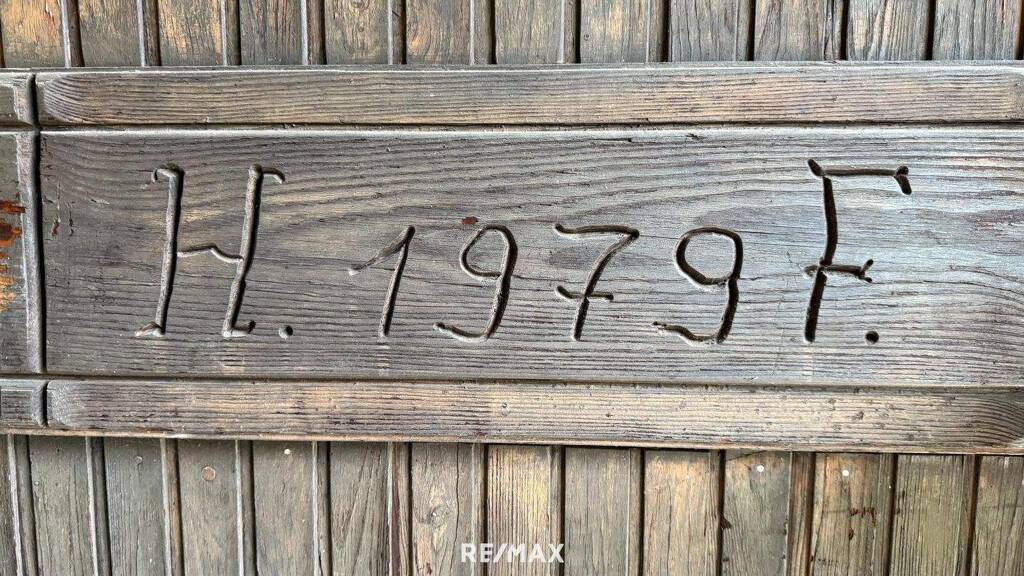 H. 1979 F.
RE/MAX